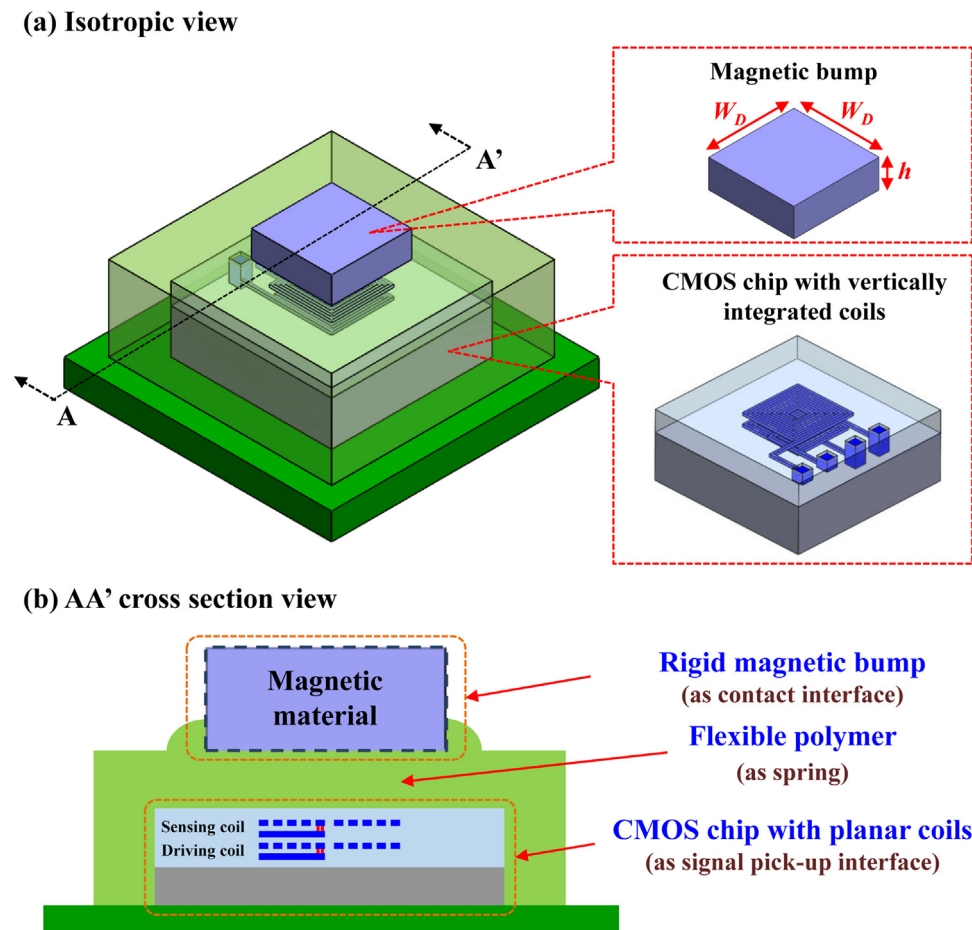 (a) Isotropic view
Magnetic bump
W_D
W_D
h
A'
A
CMOS chip with vertically
integrated coils
(b) AA’ cross section view
Magnetic
material
Rigid magnetic bump
(as contact interface)
Flexible polymer
(as spring)
Sensing coil
Driving coil
CMOS chip with planar coils
(as signal pick-up interface)